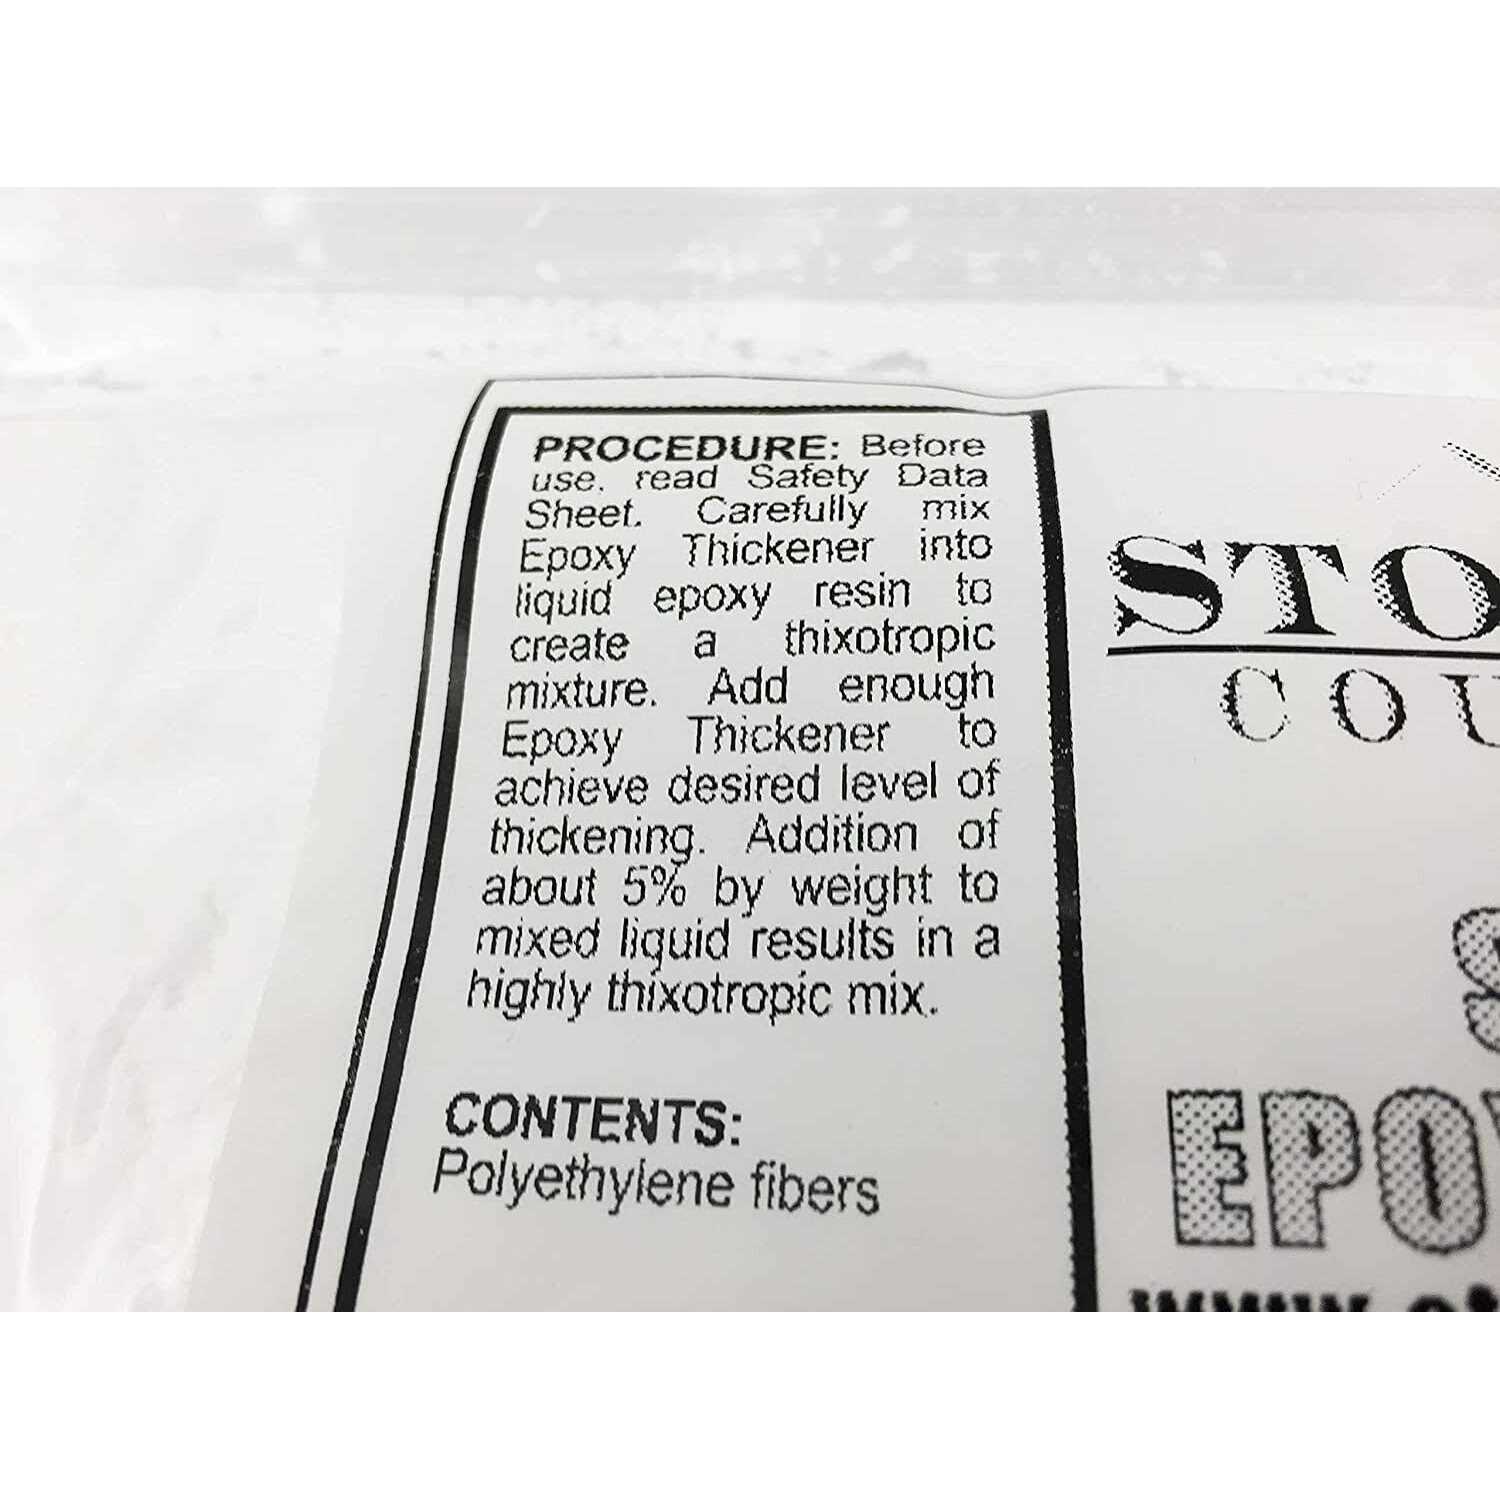 PROCEDURE: Before
use. read Safety Data
Sheet. Carefully mix
Epoxy Thickener into
liquid epoxy resin to
create a thixotropic
mixture. Add enough
Epoxy Thickener to
achieve desired level of
thickening. Addition of
about 5% by weight to
mixed liquid results in a
highly thixotropic mix.
CONTENTS:
Polyethylene fibers
STO
COU
S
EPO